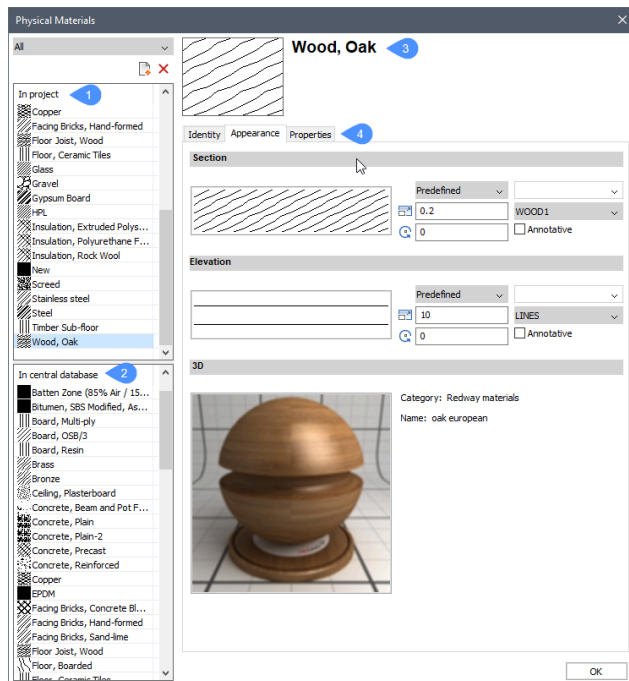 Physical Materials
All
Wood, Oak
3
In project
1
Copper
Facing Bricks, Hand-formed
Floor Joist, Wood
Floor, Ceramic Tiles
Glass
Gravel
Gypsum Board
HPL
Insulation, Extruded Polys...
Insulation, Polyurethane F...
Insulation, Rock Wool
New
Screed
Stainless steel
Steel
Timber Sub-floor
Wood, Oak
In central database
2
Batten Zone (85% Air / 15...
Bitumen, SBS Modified, As...
Board, Multi-ply
Board, OSB/3
Board, Resin
Brass
Bronze
Ceiling, Plasterboard
Concrete, Beam and Pot F...
Concrete, Plain
Concrete, Plain-2
Concrete, Precast
Concrete, Reinforced
Copper
EPDM
Facing Bricks, Concrete Bl...
Facing Bricks, Hand-formed
Facing Bricks, Sand-lime
Floor Joist, Wood
Floor, Boarded
Floor, Ceramic Tiles
Identity Appearance Properties
4
Section
Predefined
0.2 WOOD1
0 Annotative
Elevation
Predefined
10 LINES
0 Annotative
3D
Category: Redway materials
Name: oak european
OK